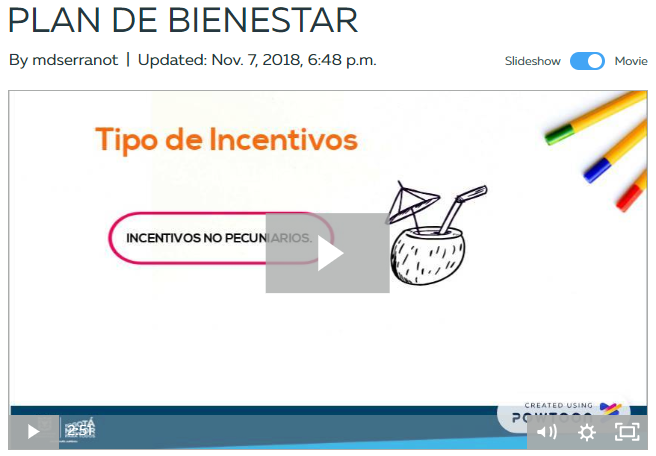 PLAN DE BIENESTAR
By mdserranot | Updated: Nov. 7, 2018, 6:48 p.m.
Slideshow Movie
Tipo de Incentivos
INCENTIVOS NO PECUNIARIOS.
CREATED USING
POWTOON